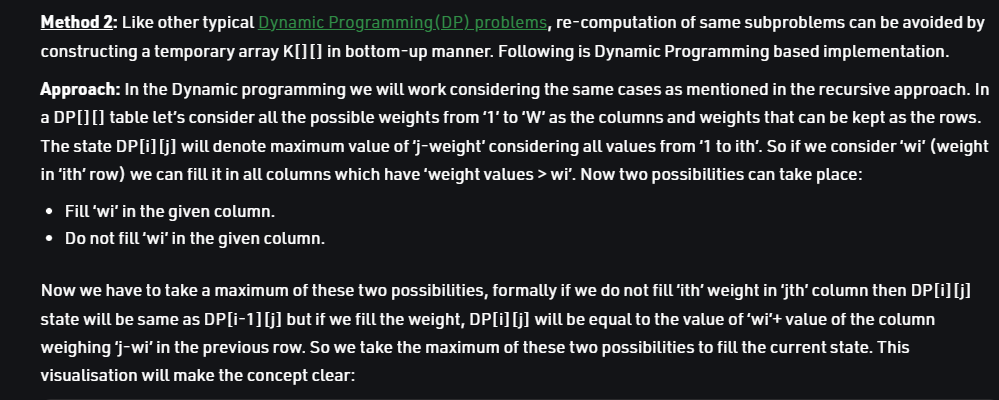 Method 2: Like other typical Dynamic Programming(DP) problems, re-computation of same subproblems can be avoided by
constructing a temporary array K[][] in bottom-up manner. Following is Dynamic Programming based implementation.
Approach: In the Dynamic programming we will work considering the same cases as mentioned in the recursive approach. In
a DP[][] table let’s consider all the possible weights from ‘1’ to ‘W’ as the columns and weights that can be kept as the rows.
The state DP[i][j] will denote maximum value of ‘j-weight’ considering all values from ‘1 to ith’. So if we consider ‘wi’ (weight
in ‘ith’ row) we can fill it in all columns which have ‘weight values > wi’. Now two possibilities can take place:
• Fill ‘wi’ in the given column.
• Do not fill ‘wi’ in the given column.
Now we have to take a maximum of these two possibilities, formally if we do not fill ‘ith’ weight in ‘jth’ column then DP[i][j]
state will be same as DP[i-1][j] but if we fill the weight, DP[i][j] will be equal to the value of ‘wi’+ value of the column
weighing ‘j-wi’ in the previous row. So we take the maximum of these two possibilities to fill the current state. This
visualisation will make the concept clear: